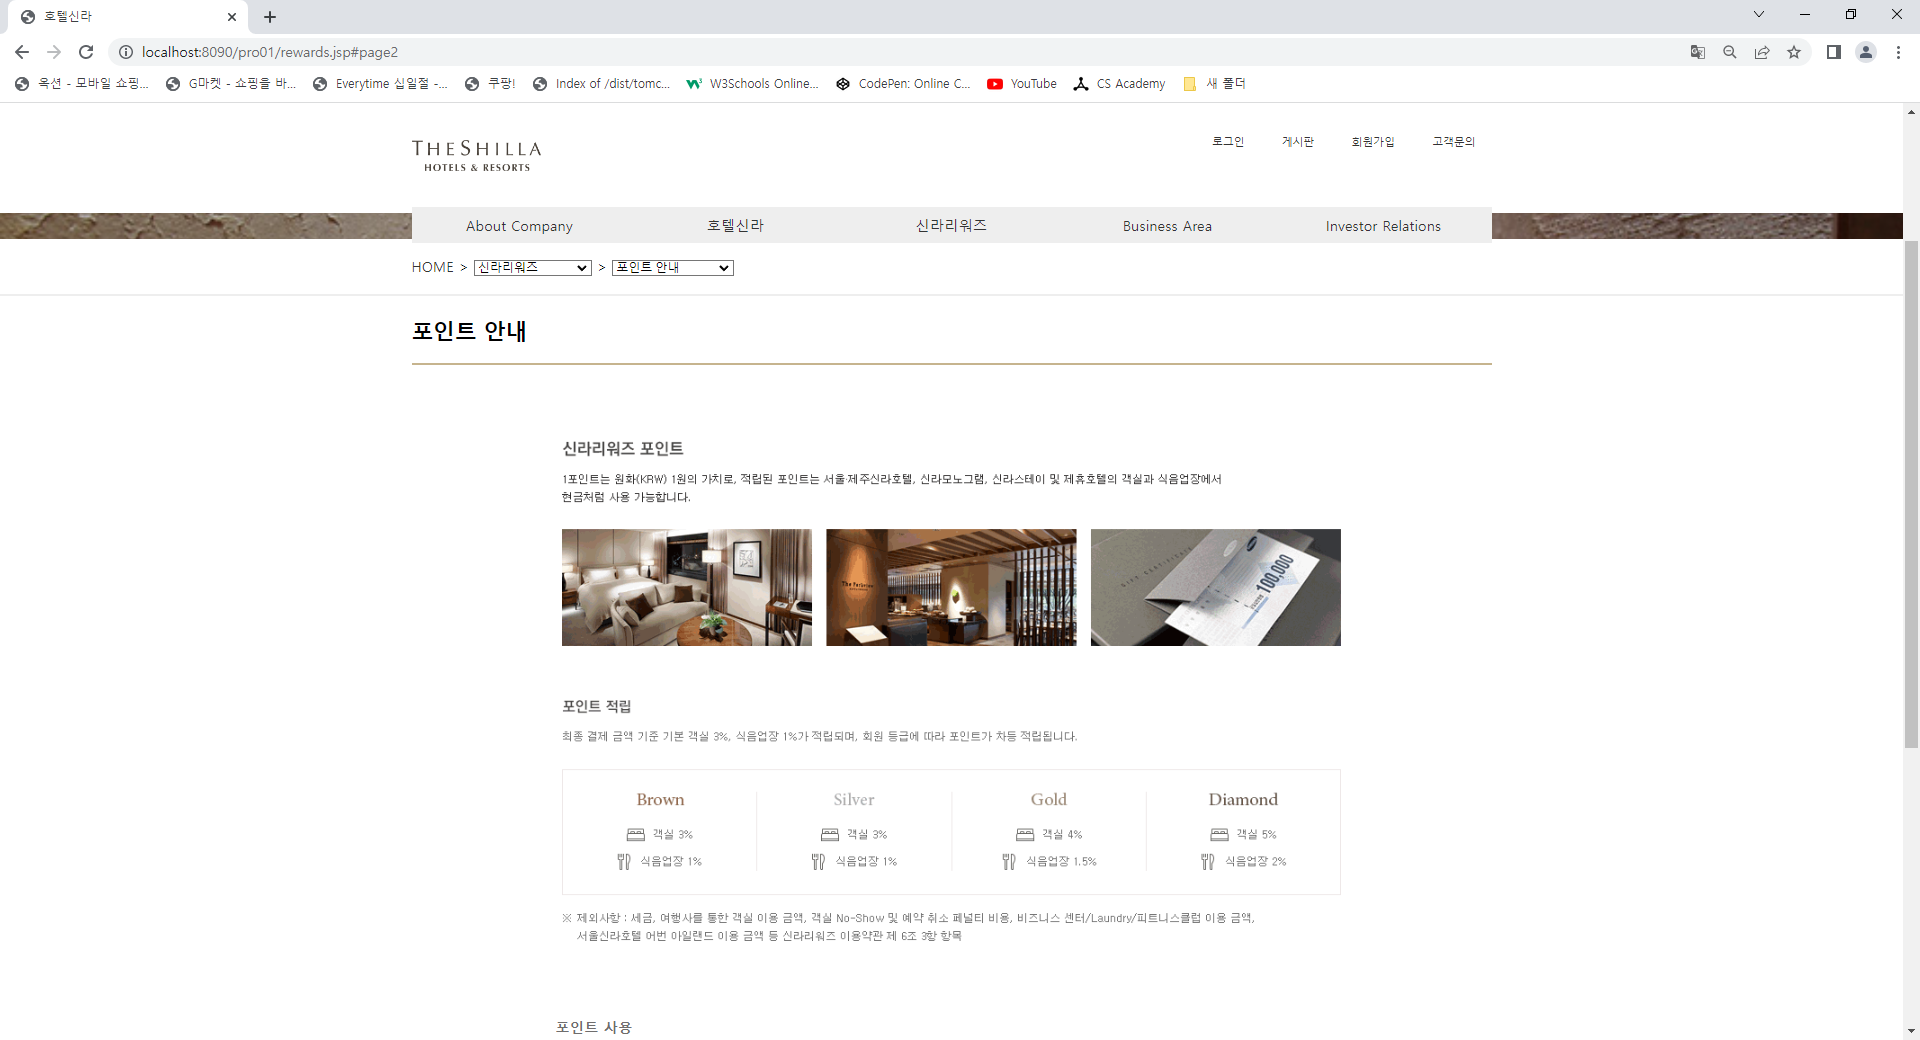 호텔신라
localhost:8090/pro01/rewards.jsp#page2
옥션 - 모바일 쇼핑...
G마켓 - 쇼핑을 바...
Everytime 십일절 -...
쿠팡!
Index of /dist/tomc...
W3Schools Online...
CodePen: Online C...
YouTube
CS Academy
새 폴더
THE SHILLA
HOTELS & RESORTS
로그인
게시판
회원가입
고객문의
About Company
호텔신라
신라리워즈
Business Area
Investor Relations
HOME > 신라리워즈 > 포인트 안내
포인트 안내
신라리워즈 포인트
1포인트는 원화(KRW) 1원의 가치로, 적립된 포인트는 서울·제주신라호텔, 신라모노그램, 신라스테이 및 제휴호텔의 객실과 식음업장에서
현금처럼 사용 가능합니다.
The Parkview
GIFT CERTIFICATE
100,000
포인트 적립
최종 결제 금액 기준 기본 객실 3%, 식음업장 1%가 적립되며, 회원 등급에 따라 포인트가 차등 적립됩니다.
Brown
객실 3%
식음업장 1%
Silver
객실 3%
식음업장 1%
Gold
객실 4%
식음업장 1.5%
Diamond
객실 5%
식음업장 2%
※ 제외사항 : 세금, 여행사를 통한 객실 이용 금액, 객실 No-Show 및 예약 취소 페널티 비용, 비즈니스 센터/Laundry/피트니스클럽 이용 금액,
서울신라호텔 어번 아일랜드 이용 금액 등 신라리워즈 이용약관 제 6조 3항 항목
포인트 사용